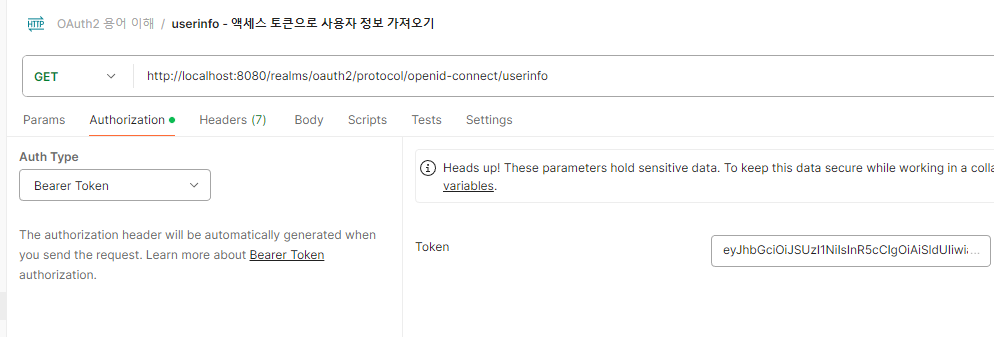 HTTP OAuth2 용어 이해 / userinfo - 액세스 토큰으로 사용자 정보 가져오기
GET http://localhost:8080/realms/oauth2/protocol/openid-connect/userinfo
Params Authorization Headers (7) Body Scripts Tests Settings
Auth Type
Bearer Token
Heads up! These parameters hold sensitive data. To keep this data secure while working in a colla
variables.
The authorization header will be automatically generated when
you send the request. Learn more about Bearer Token
authorization.
Token